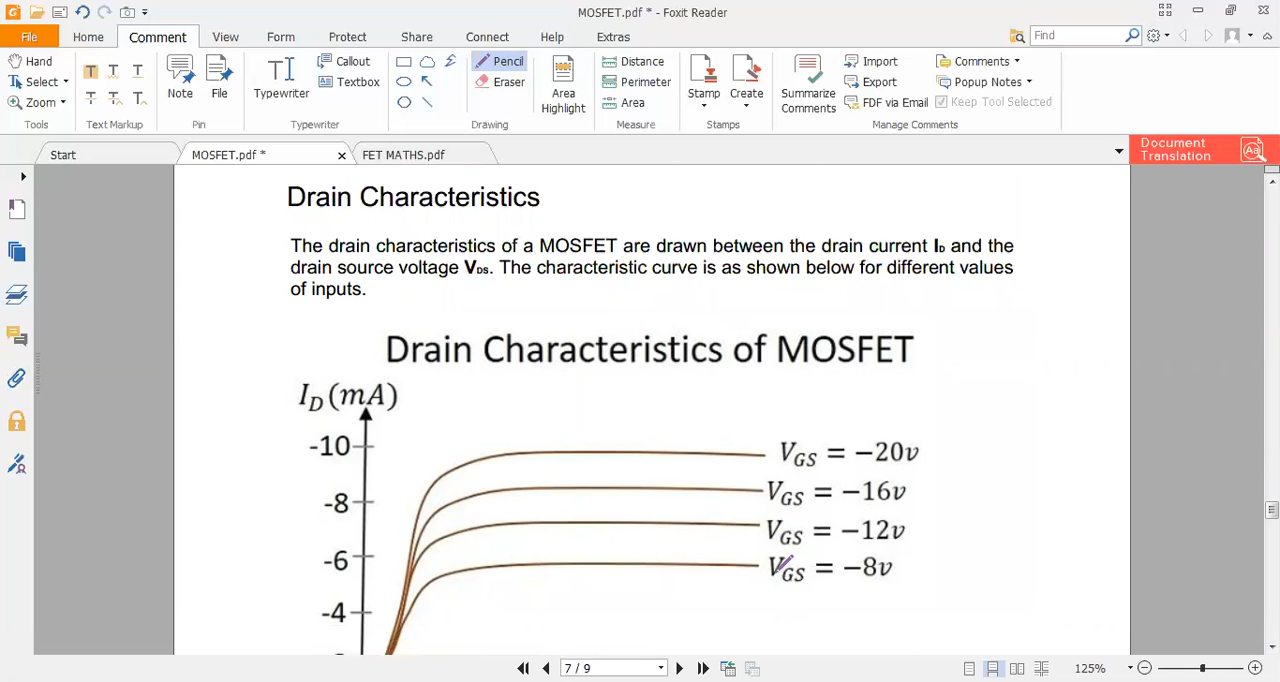 MOSFET.pdf * - Foxit Reader
File Home Comment View Form Protect Share Connect Help Extras Find
Hand
Select
Zoom
Tools
Text Markup
Note
File
Pin
Typewriter
Callout
Textbox
Typewriter
Pencil
Eraser
Drawing
Area
Highlight
Distance
Perimeter
Area
Measure
Stamp
Create
Stamps
Summarize
Comments
Import
Export
FDF via Email
Comments
Popup Notes
Keep Tool Selected
Manage Comments
Start
MOSFET.pdf *
FET MATHS.pdf
Document
Translation
Drain Characteristics
The drain characteristics of a MOSFET are drawn between the drain current ID and the
drain source voltage VDS. The characteristic curve is as shown below for different values
of inputs.
Drain Characteristics of MOSFET
ID(mA)
-10
VGS = −20v
-8
VGS = −16v
VGS = −12v
-6
VGS = −8v
-4
7 / 9
125%